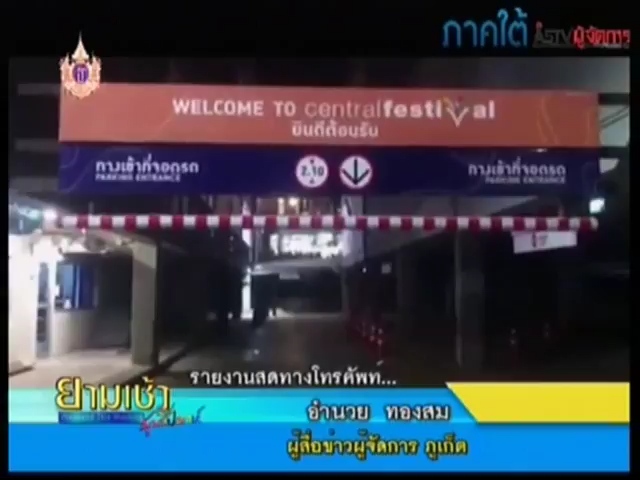 ภาคใต้
ผู้จัดการ
WELCOME TO centralfestival
ยินดีต้อนรับ
ทางเข้าที่จอดรถ
PARKING ENTRANCE
2.10
ทางเข้าที่จอดรถ
PARKING ENTRANCE
รายงานสดทางโทรศัพท์...
ยามเช้า
อำนวย ทองสม
ผู้สื่อข่าวผู้จัดการ ภูเก็ต